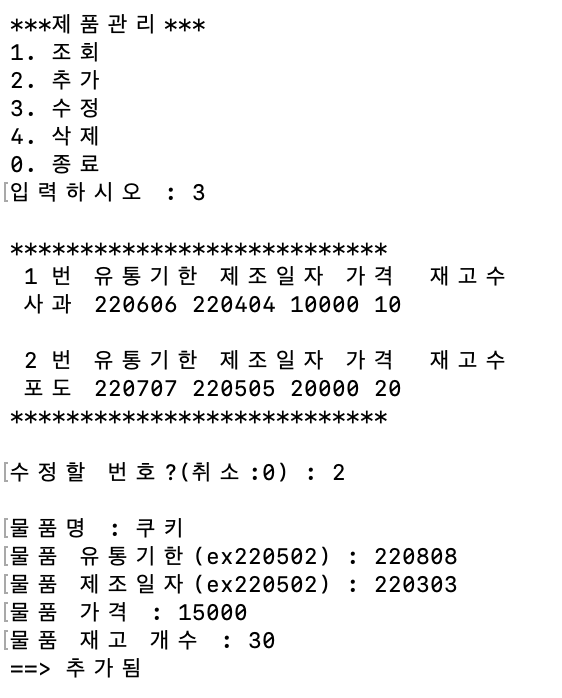 ***제품관리***
1. 조회
2. 추가
3. 수정
4. 삭제
0. 종료
입력하시오 : 3
***************************
1 번 유통기한 제조일자 가격 재고수
사과 220606 220404 10000 10
2 번 유통기한 제조일자 가격 재고수
포도 220707 220505 20000 20
***************************
수정할 번호?(취소:0) : 2
물품명 : 쿠키
물품 유통기한(ex220502) : 220808
물품 제조일자(ex220502) : 220303
물품 가격 : 15000
물품 재고 개수 : 30
==> 추가됨